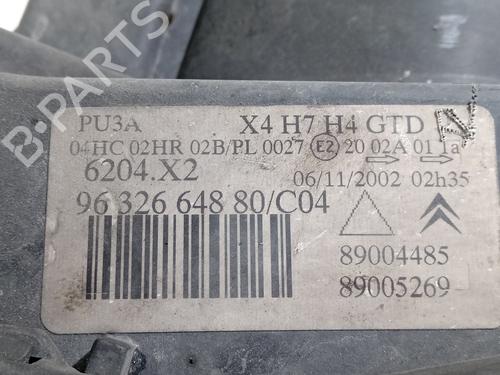 B-PARTS
PU3A X4 H7 H4 GTD
04HC 02HR 02B/PL 0027 E2 20 02A 01 1a
6204.X2 06/11/2002 02h35
96 326 648 80/C04
89004485
89005269